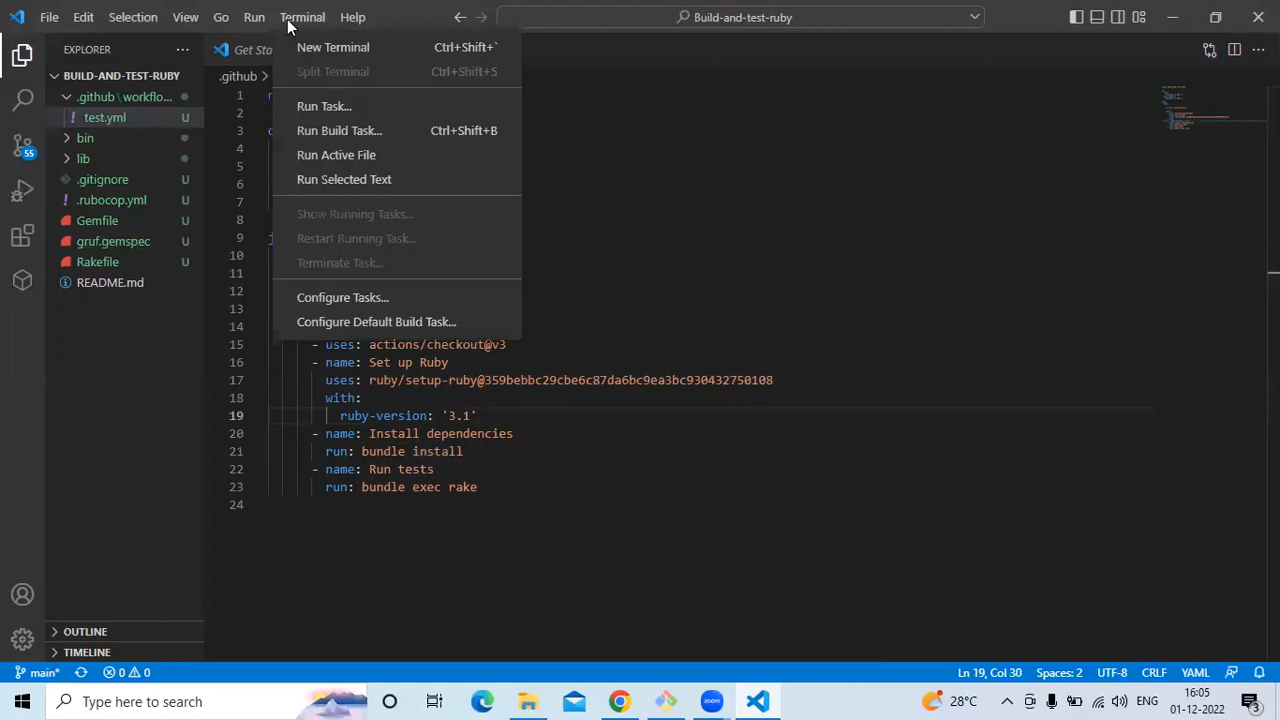 File Edit Selection View Go Run Terminal Help
Build-and-test-ruby
EXPLORER
BUILD-AND-TEST-RUBY
.github \ workflo...
test.yml U
bin
lib
.gitignore U
.rubocop.yml U
Gemfile U
gruf.gemspec U
Rakefile U
README.md
OUTLINE
TIMELINE
55
Get Sta
.github
New Terminal Ctrl+Shift+`
Split Terminal Ctrl+Shift+5
Run Task...
Run Build Task... Ctrl+Shift+B
Run Active File
Run Selected Text
Show Running Tasks...
Restart Running Task...
Terminate Task...
Configure Tasks...
Configure Default Build Task...
1
2
3
4
5
6
7
8
9
10
11
12
13
14
15 - uses: actions/checkout@v3
16 - name: Set up Ruby
17 uses: ruby/setup-ruby@359bebbc29cbe6c87da6bc9ea3bc930432750108
18 with:
19 ruby-version: '3.1'
20 - name: Install dependencies
21 run: bundle install
22 - name: Run tests
23 run: bundle exec rake
24
main* 0 0 Ln 19, Col 30 Spaces: 2 UTF-8 CRLF YAML
Type here to search
zoom
28°C
16:05
01-12-2022
3